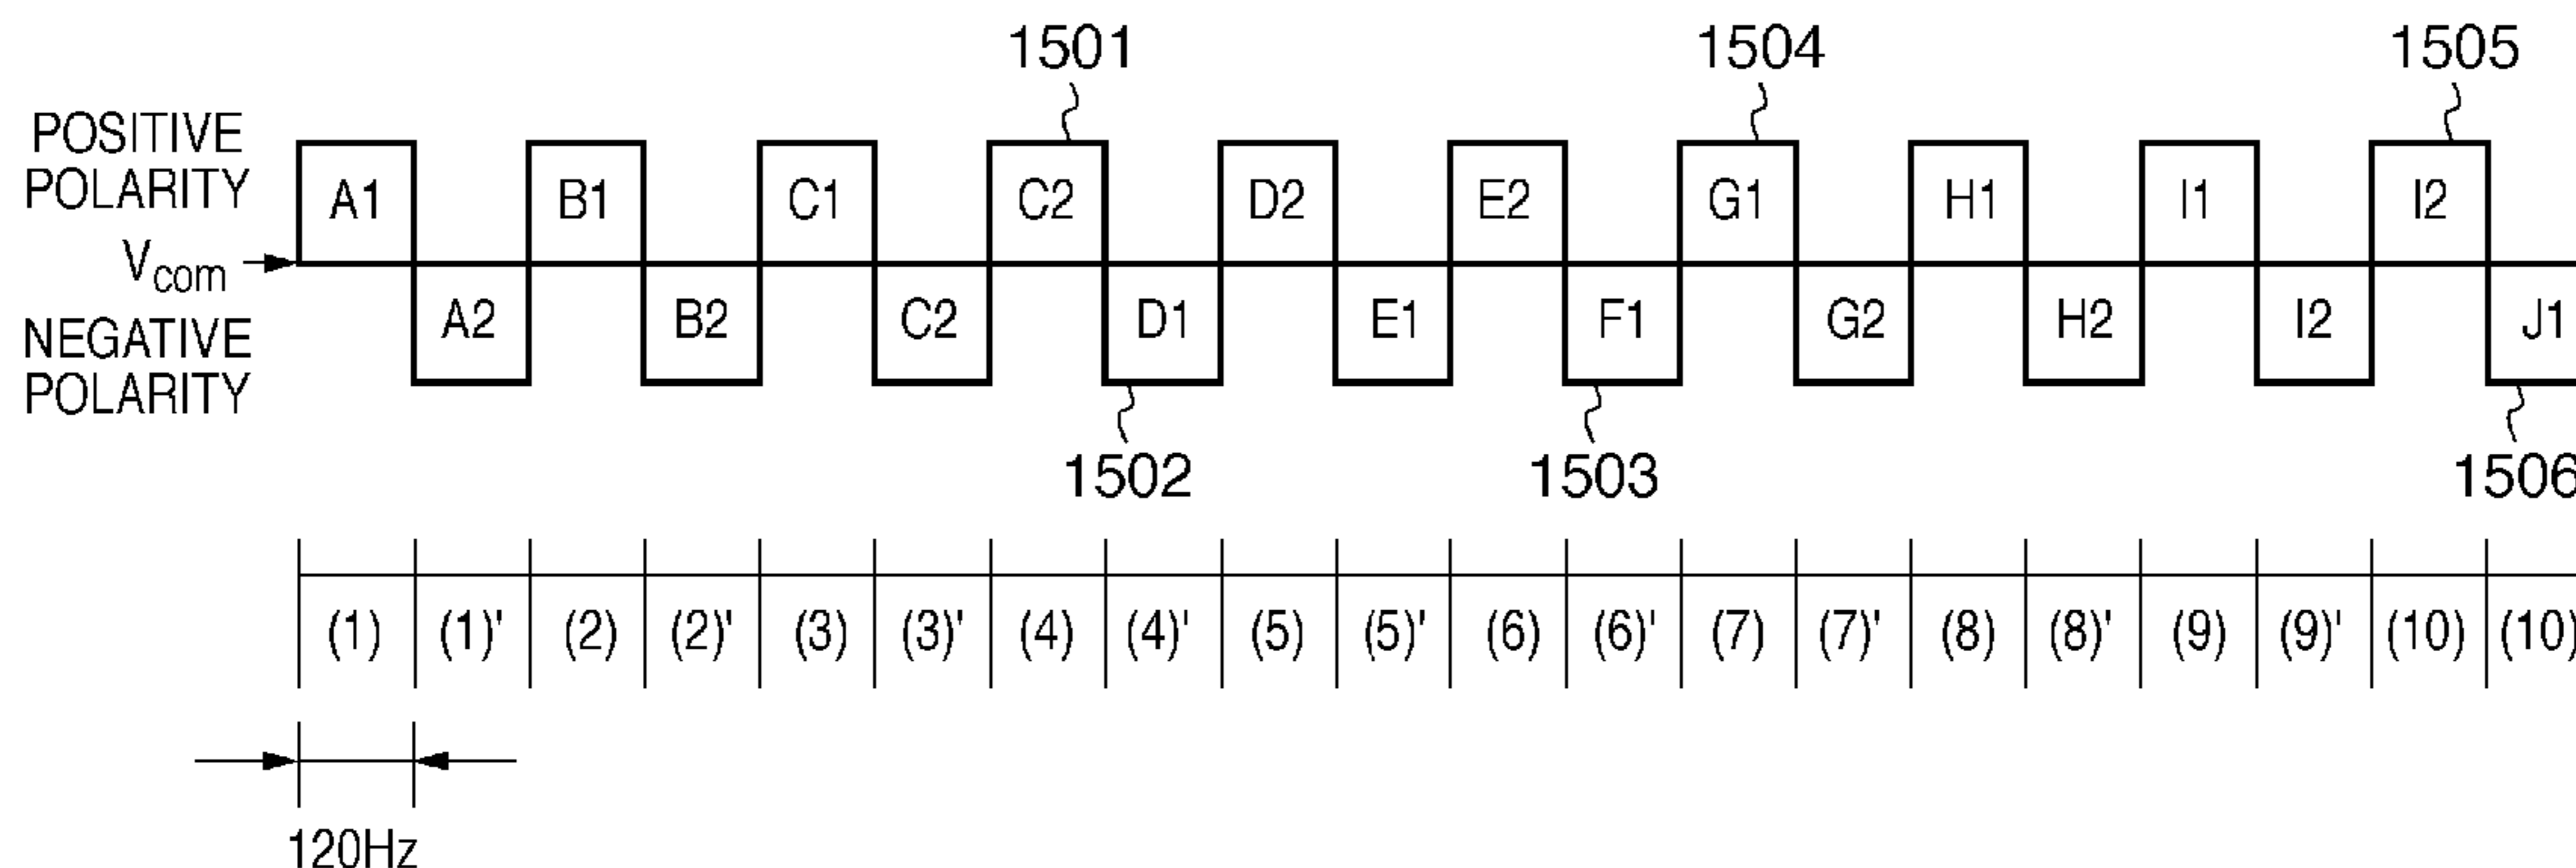 1501 1504 1505
POSITIVE
POLARITY
A1 B1 C1 C2 D2 E2 G1 H1 I1 I2
Vcom
A2 B2 C2 D1 E1 F1 G2 H2 I2 J1
NEGATIVE
POLARITY
1502 1503 1506
(1) (1)' (2) (2)' (3) (3)' (4) (4)' (5) (5)' (6) (6)' (7) (7)' (8) (8)' (9) (9)' (10) (10)
120Hz